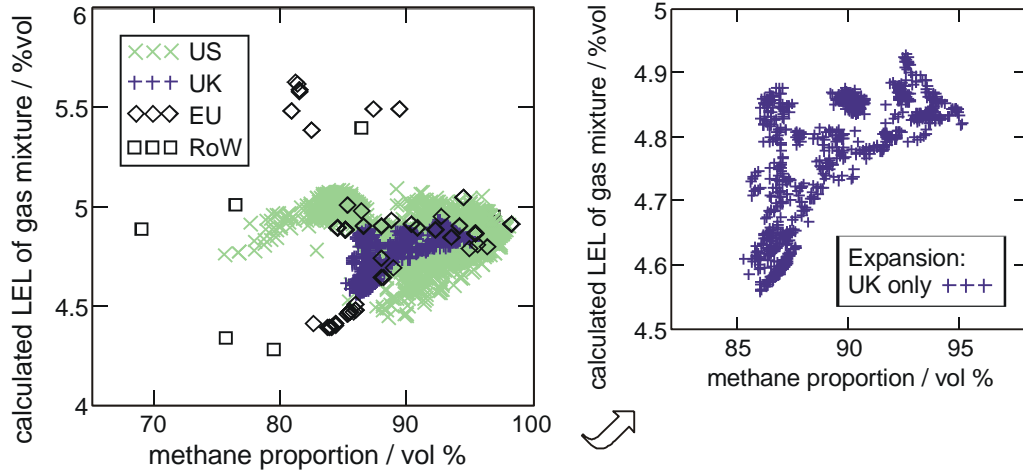 calculated LEL of gas mixture / %vol
6
5.5
5
4.5
4
US
UK
EU
RoW
70
80
90
100
methane proportion / vol %
calculated LEL of gas mixture / %vol
5
4.9
4.8
4.7
4.6
4.5
Expansion:
UK only
85
90
95
methane proportion / vol %